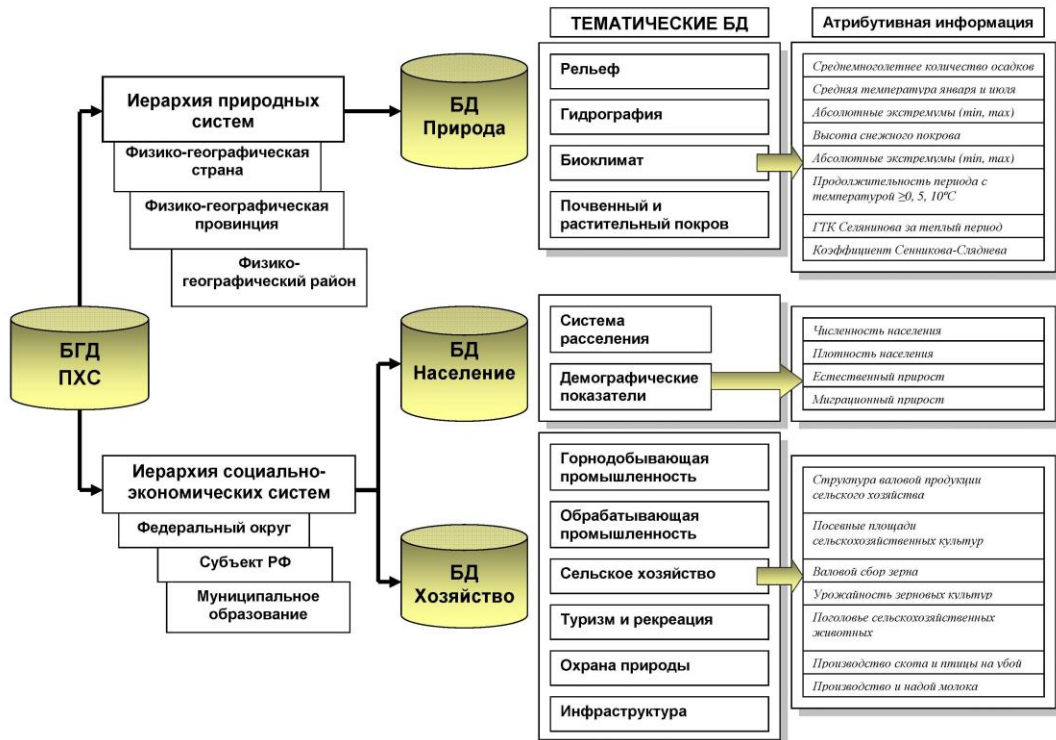 ТЕМАТИЧЕСКИЕ БД
Атрибутивная информация
БГД
ПХС
Иерархия природных
систем
Физико-географическая
страна
Физико-географическая
провинция
Физико-
географический район
БД
Природа
Рельеф
Гидрография
Биоклимат
Почвенный и
растительный покров
Среднемноголетнее количество осадков
Средняя температура января и июля
Абсолютные экстремумы (min, max)
Высота снежного покрова
Абсолютные экстремумы (min, max)
Продолжительность периода с
температурой ≥0, 5, 10ºС
ГТК Селянинова за теплый период
Коэффициент Сенникова-Сляднева
Иерархия социально-
экономических систем
Федеральный округ
Субъект РФ
Муниципальное
образование
БД
Население
Система
расселения
Демографические
показатели
Численность населения
Плотность населения
Естественный прирост
Миграционный прирост
БД
Хозяйство
Горнодобывающая
промышленность
Обрабатывающая
промышленность
Сельское хозяйство
Туризм и рекреация
Охрана природы
Инфраструктура
Структура валовой продукции
сельского хозяйства
Посевные площади
сельскохозяйственных культур
Валовой сбор зерна
Урожайность зерновых культур
Поголовье сельскохозяйственных
животных
Производство скота и птицы на убой
Производство и надой молока